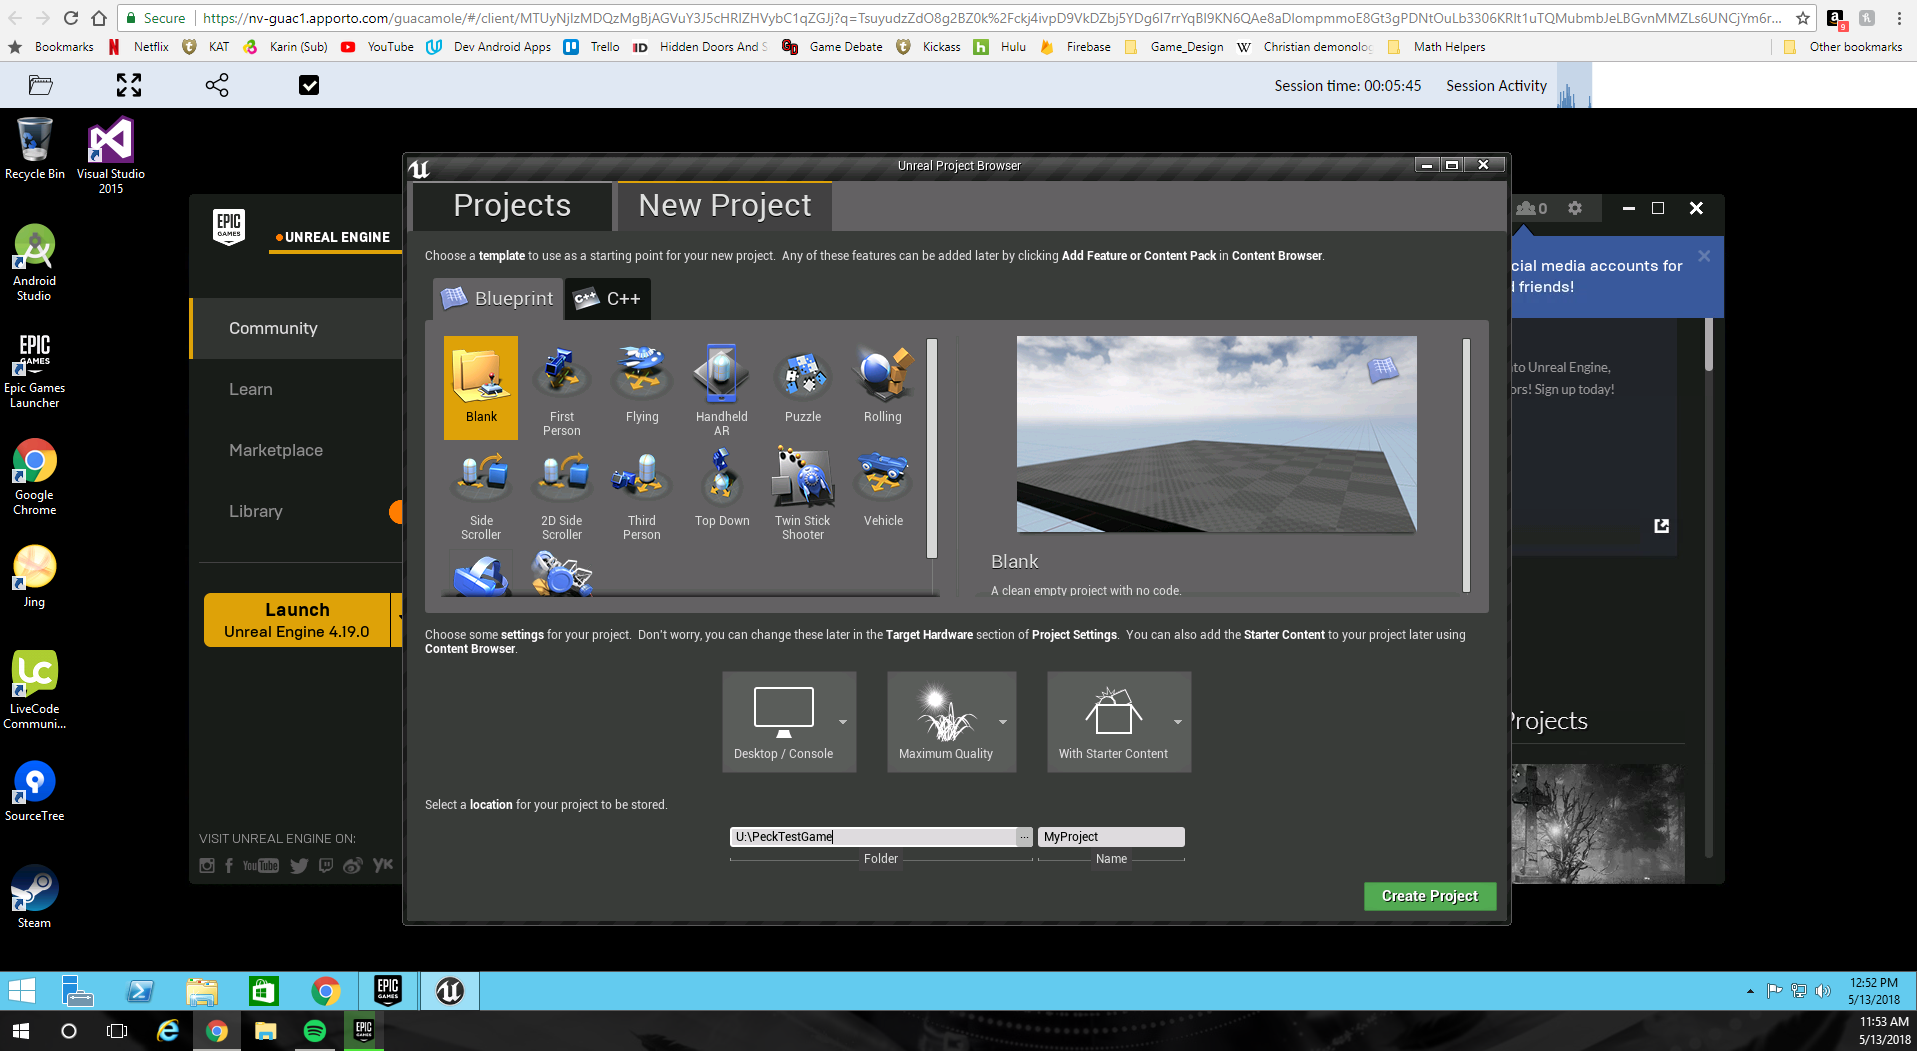 Secure
https://nv-guac1.apporto.com/guacamole/#/client/
Bookmarks
Netflix
KAT
Karin (Sub)
YouTube
Dev Android Apps
Trello
Hidden Doors And S
Game Debate
Kickass
Hulu
Firebase
Game_Design
Christian demonolog
Math Helpers
Other bookmarks
Session time: 00:05:45
Session Activity
Recycle Bin
Visual Studio
2015
Android
Studio
Epic Games
Launcher
Google
Chrome
Jing
LiveCode
Communi...
SourceTree
Steam
EPIC
GAMES
UNREAL ENGINE
Community
Learn
Marketplace
Library
Launch
Unreal Engine 4.19.0
VISIT UNREAL ENGINE ON:
Unreal Project Browser
Projects
New Project
Choose a template to use as a starting point for your new project. Any of these features can be added later by clicking Add Feature or Content Pack in Content Browser.
Blueprint
C++
Blank
First
Person
Flying
Handheld
AR
Puzzle
Rolling
Side
Scroller
2D Side
Scroller
Third
Person
Top Down
Twin Stick
Shooter
Vehicle
Blank
A clean empty project with no code.
Choose some settings for your project. Don't worry, you can change these later in the Target Hardware section of Project Settings. You can also add the Starter Content to your project later using
Content Browser.
Desktop / Console
Maximum Quality
With Starter Content
Select a location for your project to be stored.
U:\PeckTestGame
...
MyProject
Folder
Name
Create Project
0
cial media accounts for
d friends!
nto Unreal Engine,
ors! Sign up today!
Projects
12:52 PM
5/13/2018
11:53 AM
5/13/2018